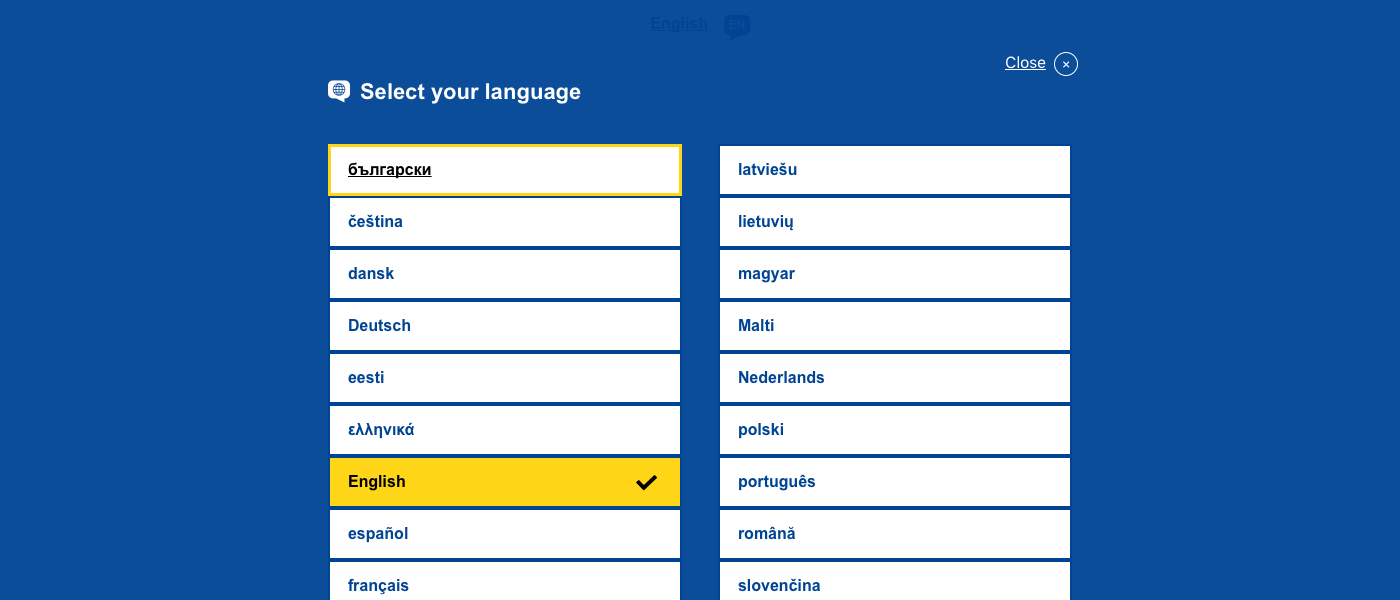 English EN
Close ×
Select your language
български
čeština
dansk
Deutsch
eesti
ελληνικά
English
español
français
latviešu
lietuvių
magyar
Malti
Nederlands
polski
português
română
slovenčina